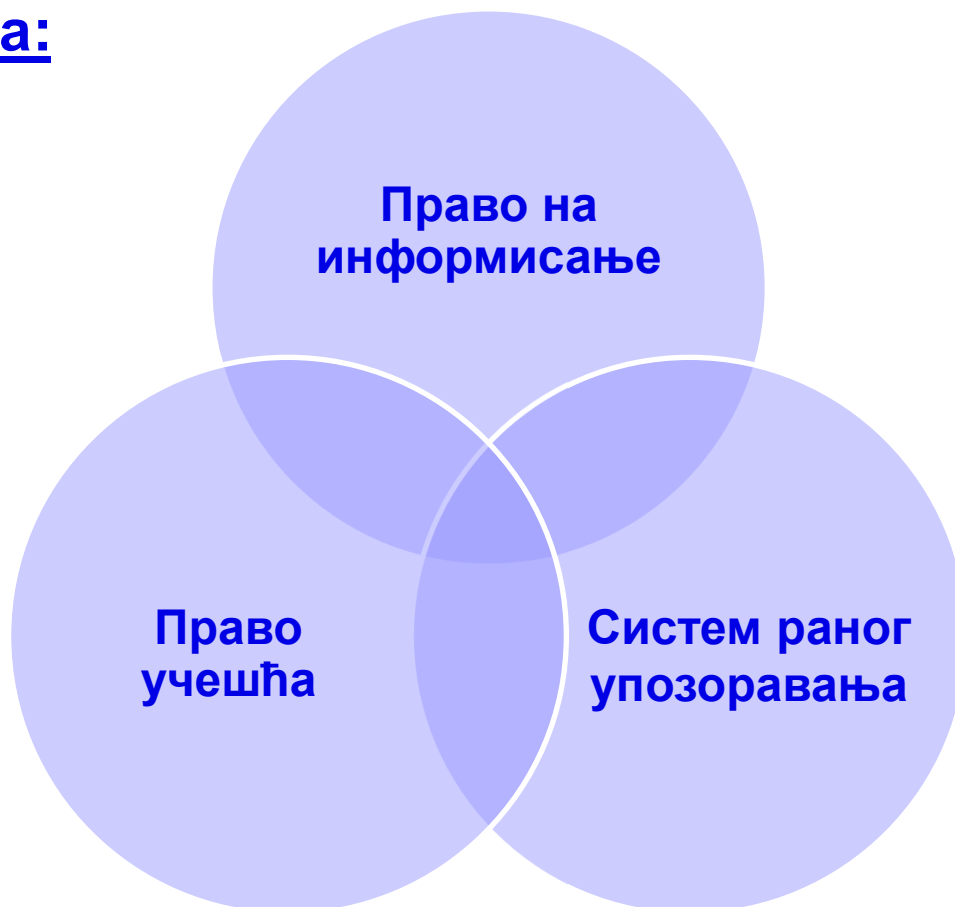 а:
Право на
информисање
Право
учешћа
Систем раног
упозоравања